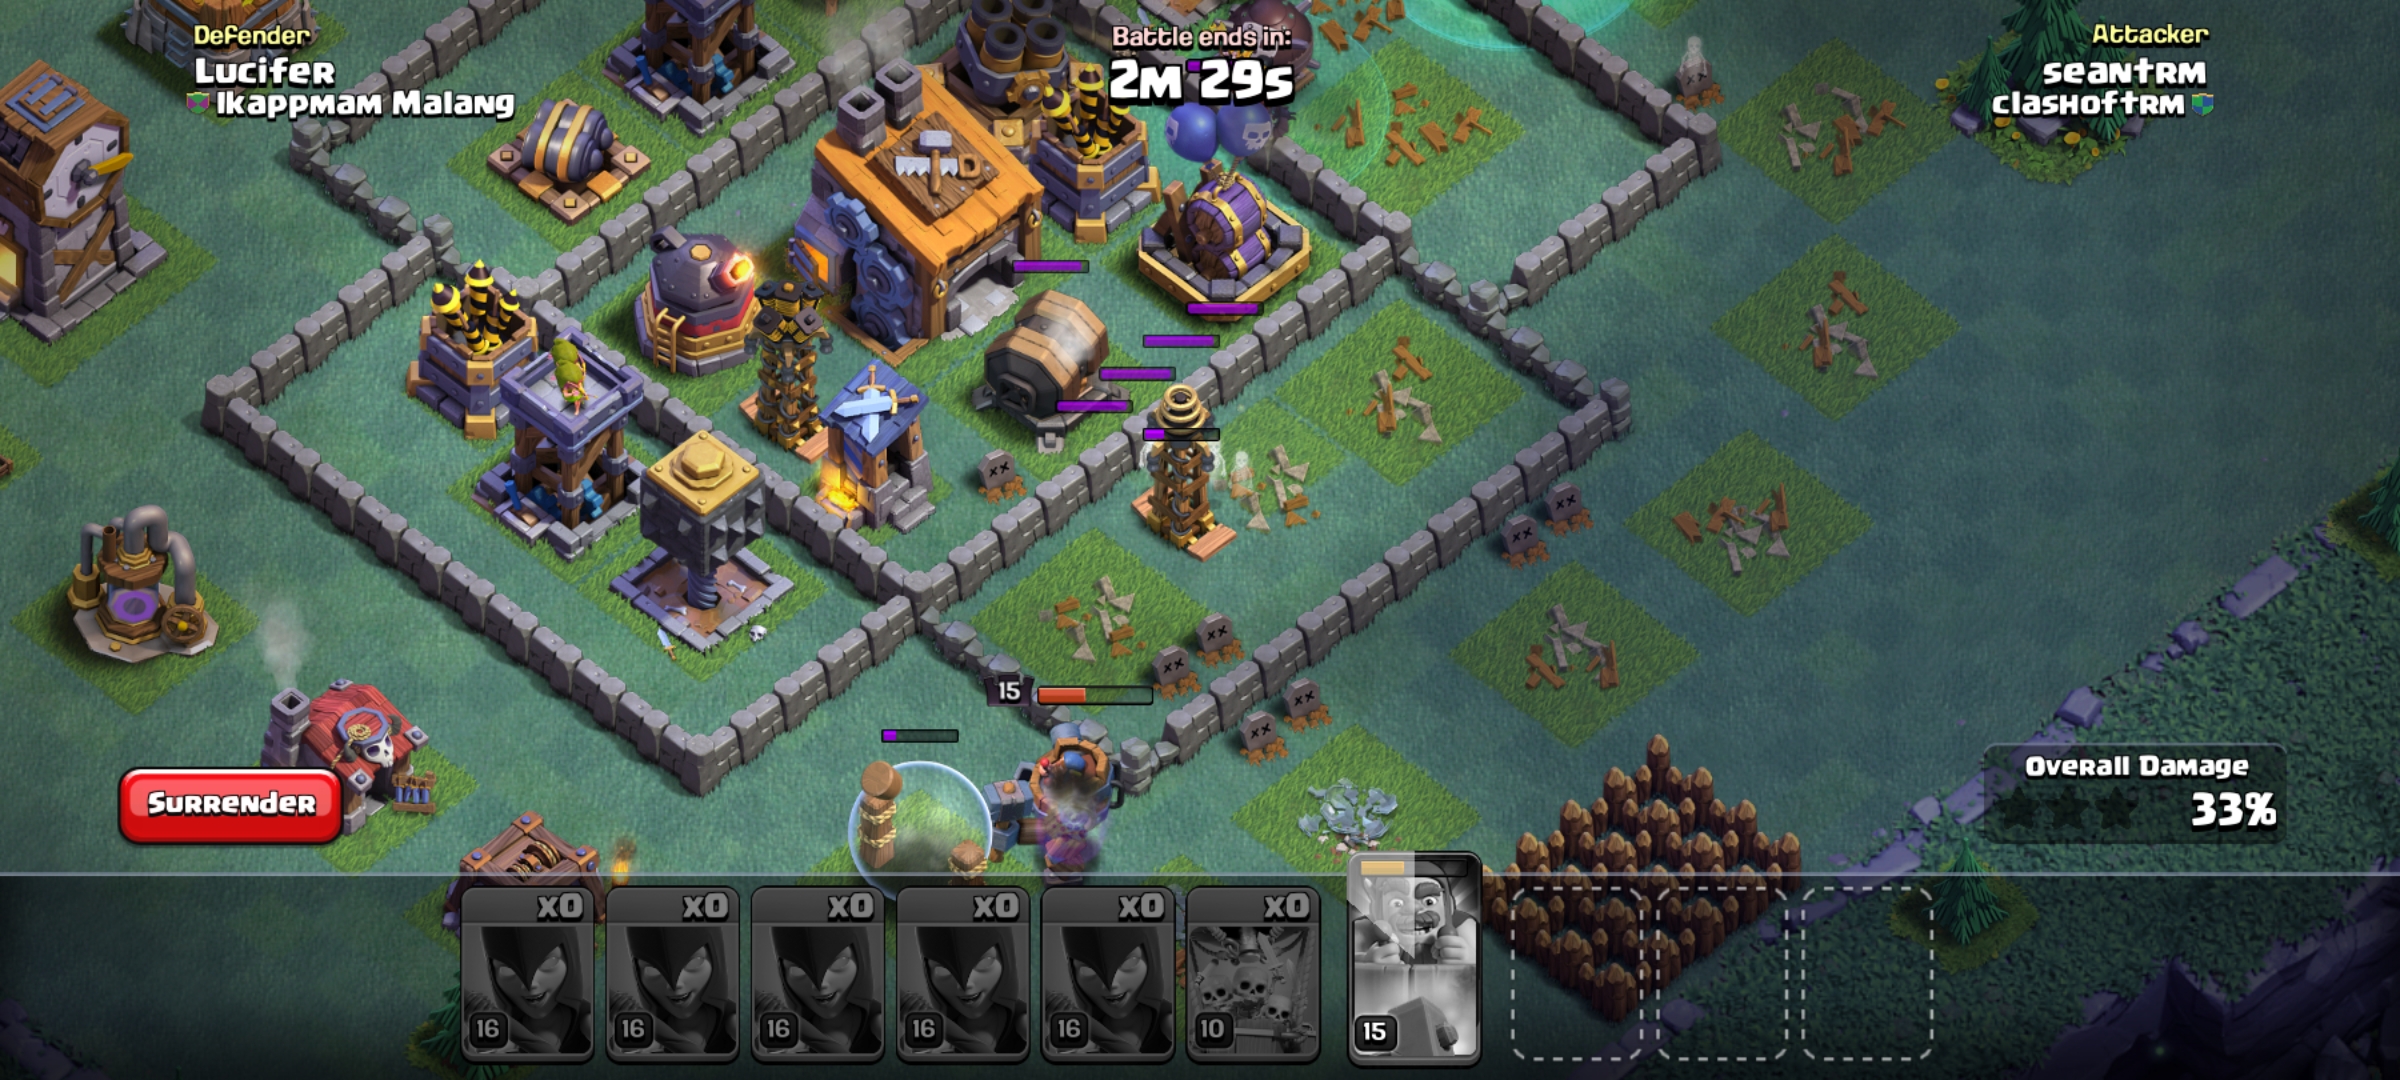 Defender
Lucifer
Ikappmam Malang
Battle ends in:
2M 29s
Attacker
seantRM
clashoftRM
15
Surrender
Overall Damage
33%
x0
x0
x0
x0
x0
x0
16
16
16
16
16
10
15